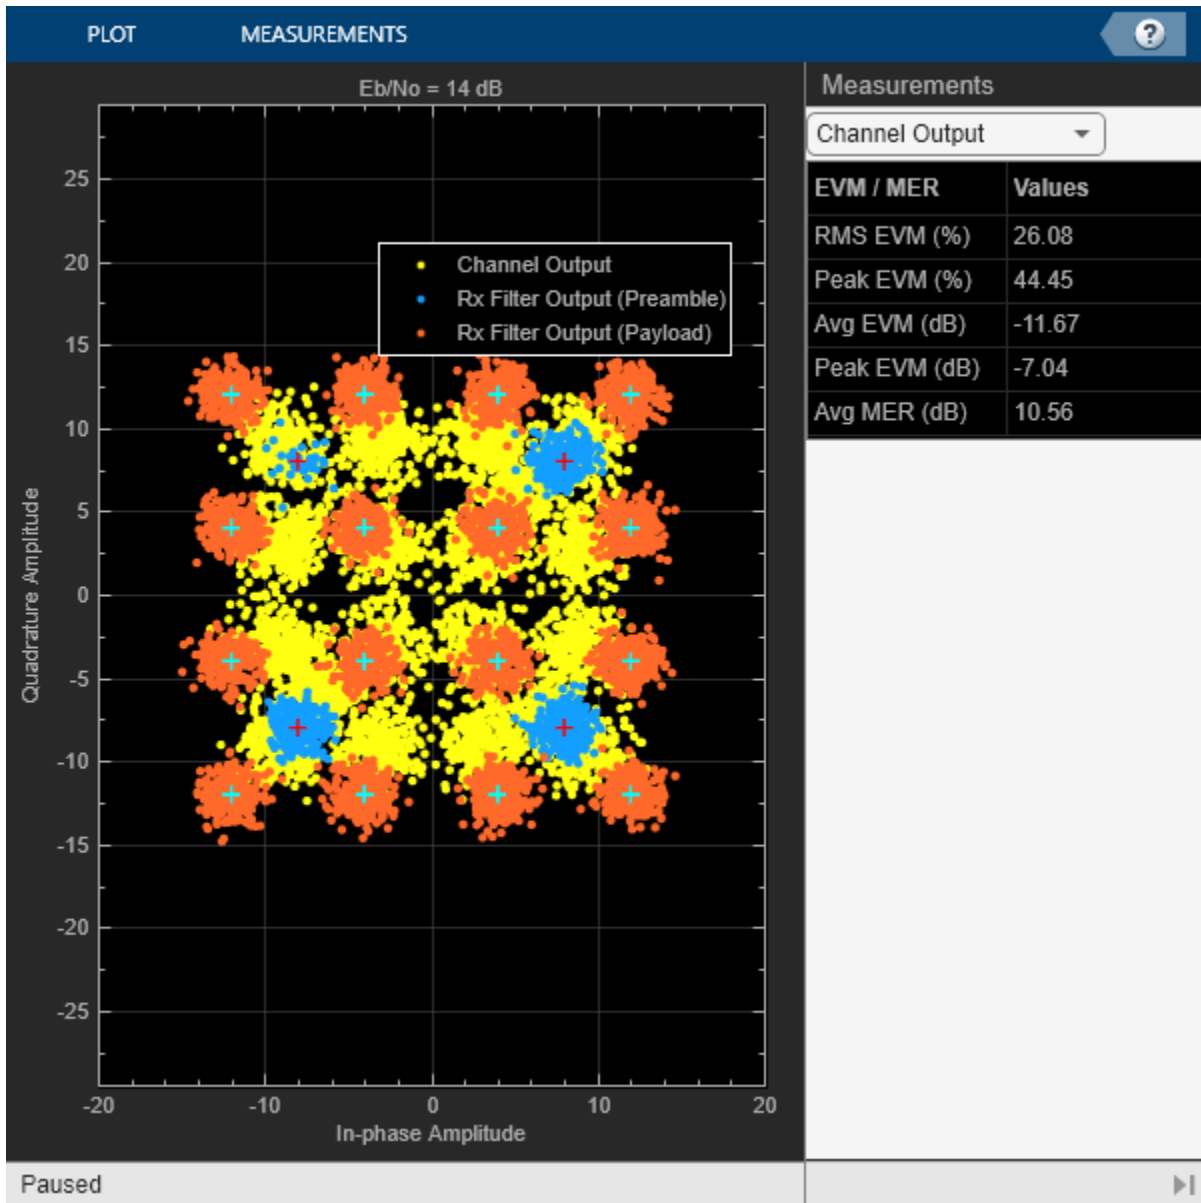 PLOT MEASUREMENTS ?
Eb/No = 14 dB
Channel Output
Rx Filter Output (Preamble)
Rx Filter Output (Payload)
25
20
15
10
5
0
-5
-10
-15
-20
-25
Quadrature Amplitude
-20 -10 0 10 20
In-phase Amplitude
Measurements
Channel Output
EVM / MER Values
RMS EVM (%) 26.08
Peak EVM (%) 44.45
Avg EVM (dB) -11.67
Peak EVM (dB) -7.04
Avg MER (dB) 10.56
Paused